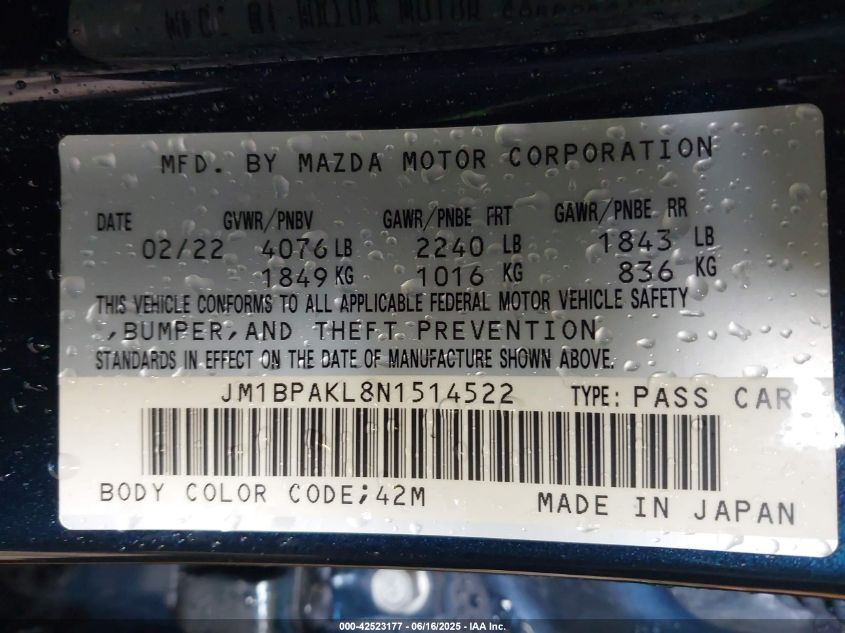 MFD. BY MAZDA MOTOR CORPORATION
DATE GVWR/PNBV GAWR/PNBE FRT GAWR/PNBE RR
02/22 4076 LB 2240 LB 1843 LB
1849 KG 1016 KG 836 KG
THIS VEHICLE CONFORMS TO ALL APPLICABLE FEDERAL MOTOR VEHICLE SAFETY
,BUMPER,AND THEFT PREVENTION
STANDARDS IN EFFECT ON THE DATE OF MANUFACTURE SHOWN ABOVE.
JM1BPAKL8N1514522 TYPE: PASS CAR
BODY COLOR CODE;42M MADE IN JAPAN
000-42523177 - 06/16/2025 - IAA Inc.